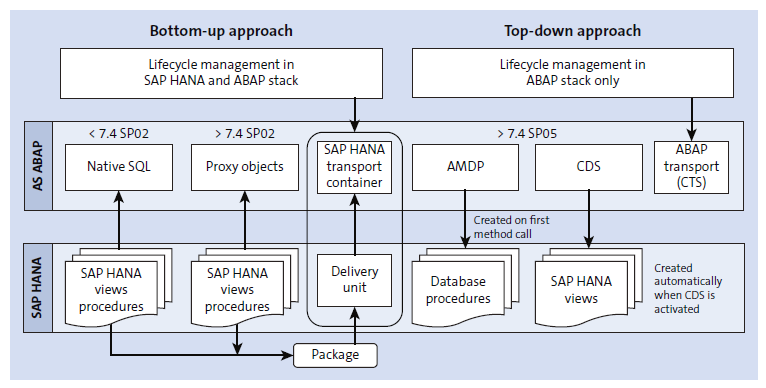 Bottom-up approach
Top-down approach
Lifecycle management in
SAP HANA and ABAP stack
Lifecycle management in
ABAP stack only
AS ABAP
< 7.4 SP02
> 7.4 SP02
> 7.4 SP05
Native SQL
Proxy objects
SAP HANA
transport
container
AMDP
CDS
ABAP
transport
(CTS)
Created on first
method call
SAP HANA
SAP HANA
views
procedures
SAP HANA
views
procedures
Delivery
unit
Database
procedures
SAP HANA
views
Created
automatically
when CDS is
activated
Package